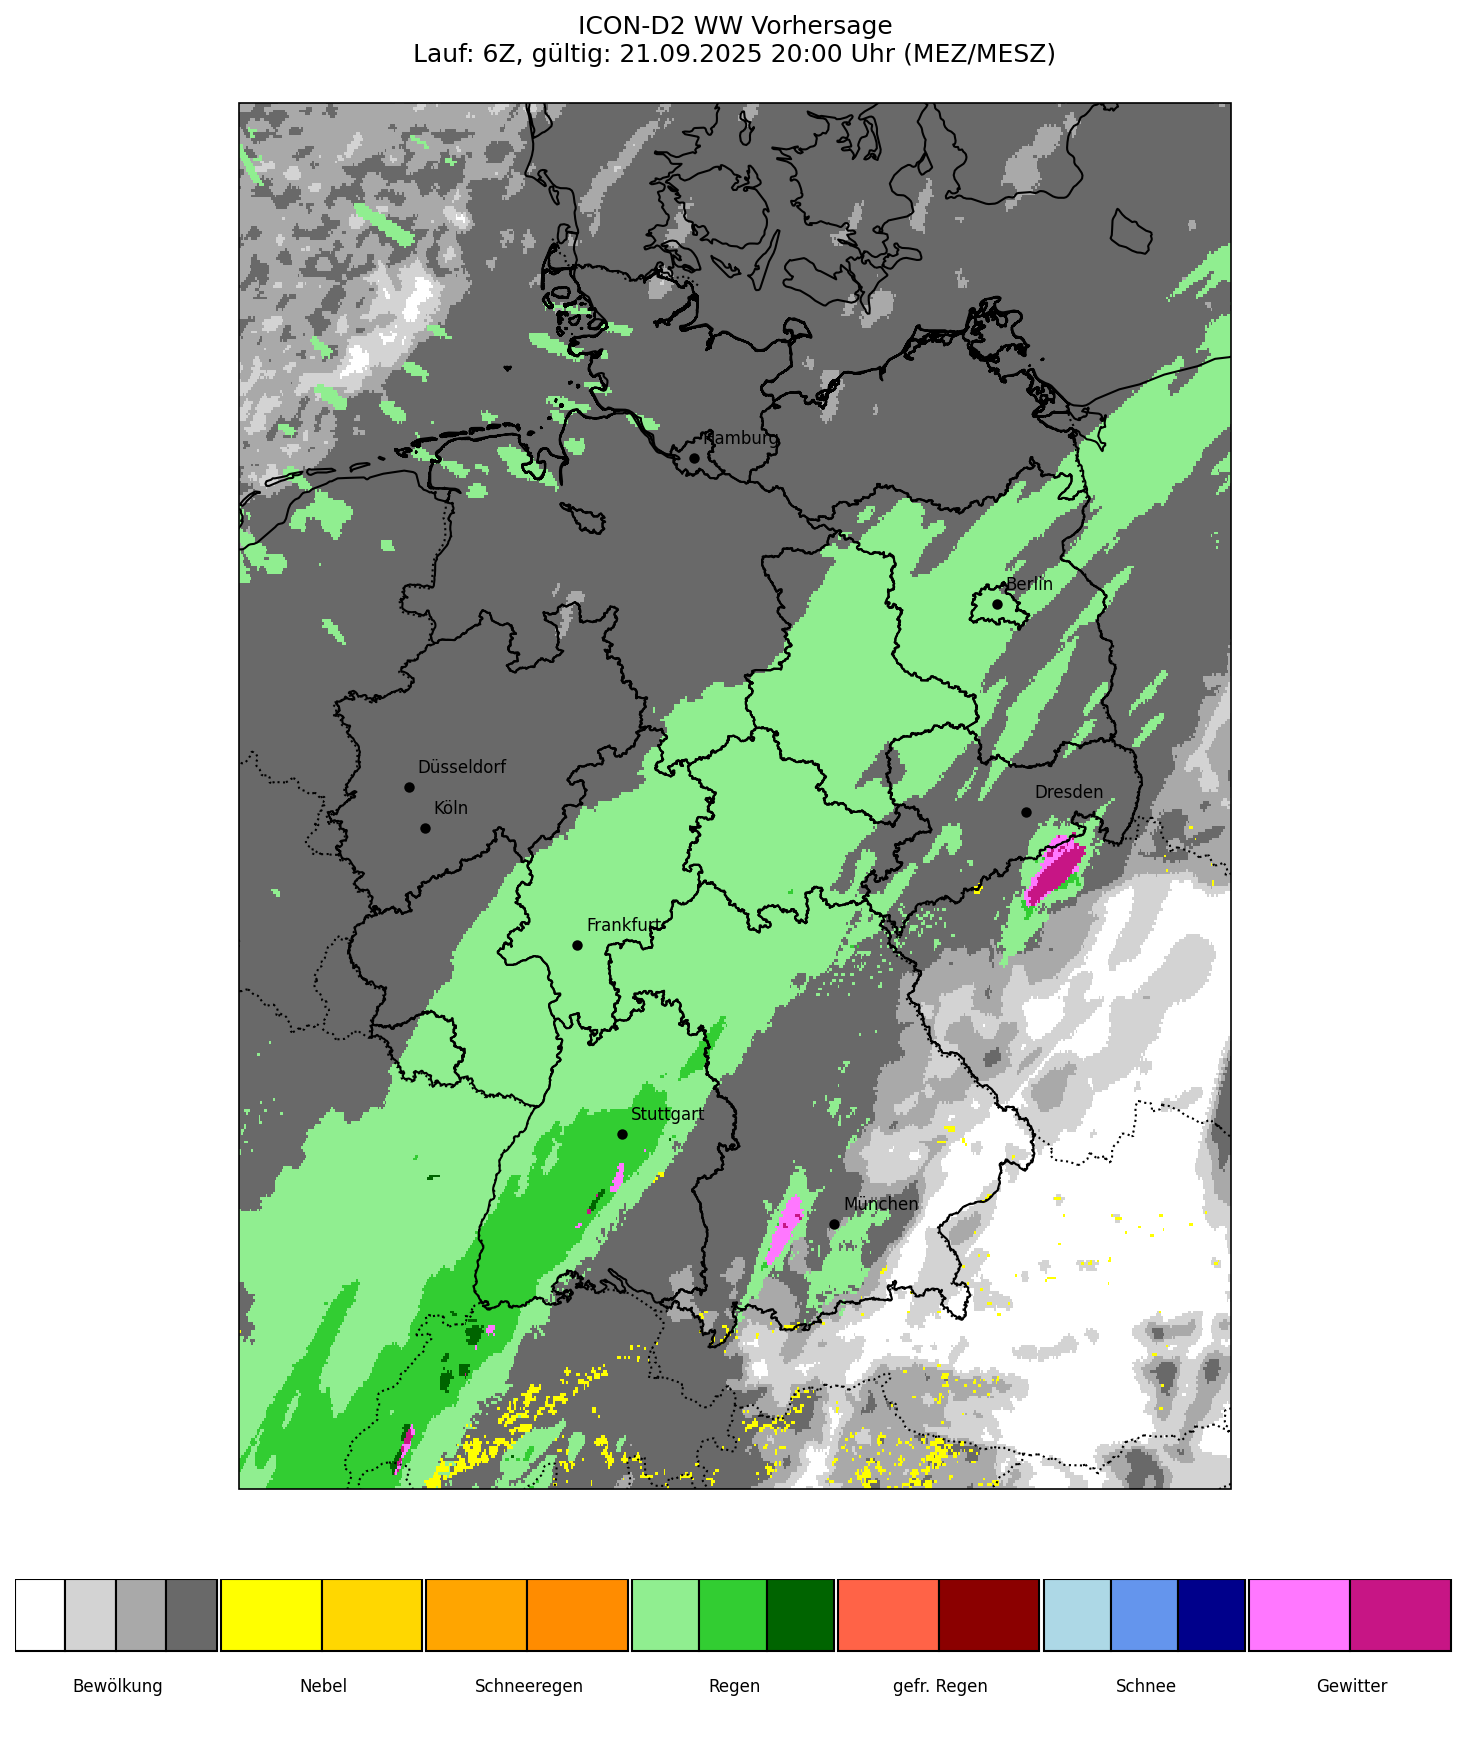 ICON-D2 WW Vorhersage
Lauf: 6Z, gültig: 21.09.2025 20:00 Uhr (MEZ/MESZ)
Hamburg
Berlin
Düsseldorf
Köln
Dresden
Frankfurt
Stuttgart
München
Bewölkung
Nebel
Schneeregen
Regen
gefr. Regen
Schnee
Gewitter